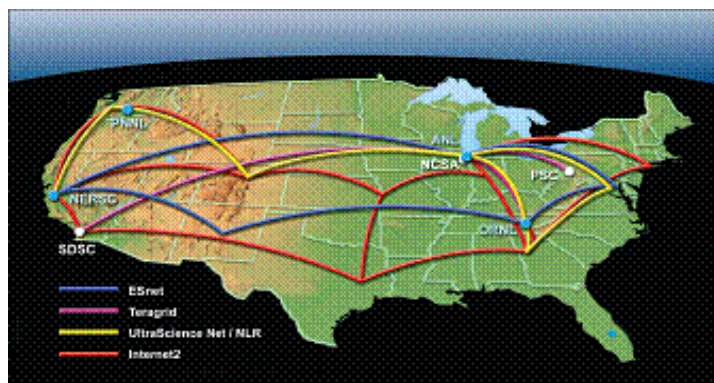 PNNL
ANL
NCSA
PSC
NERSC
ORNL
SDSC
ESnet
Teragrid
UltraScience Net / NLR
Internet2